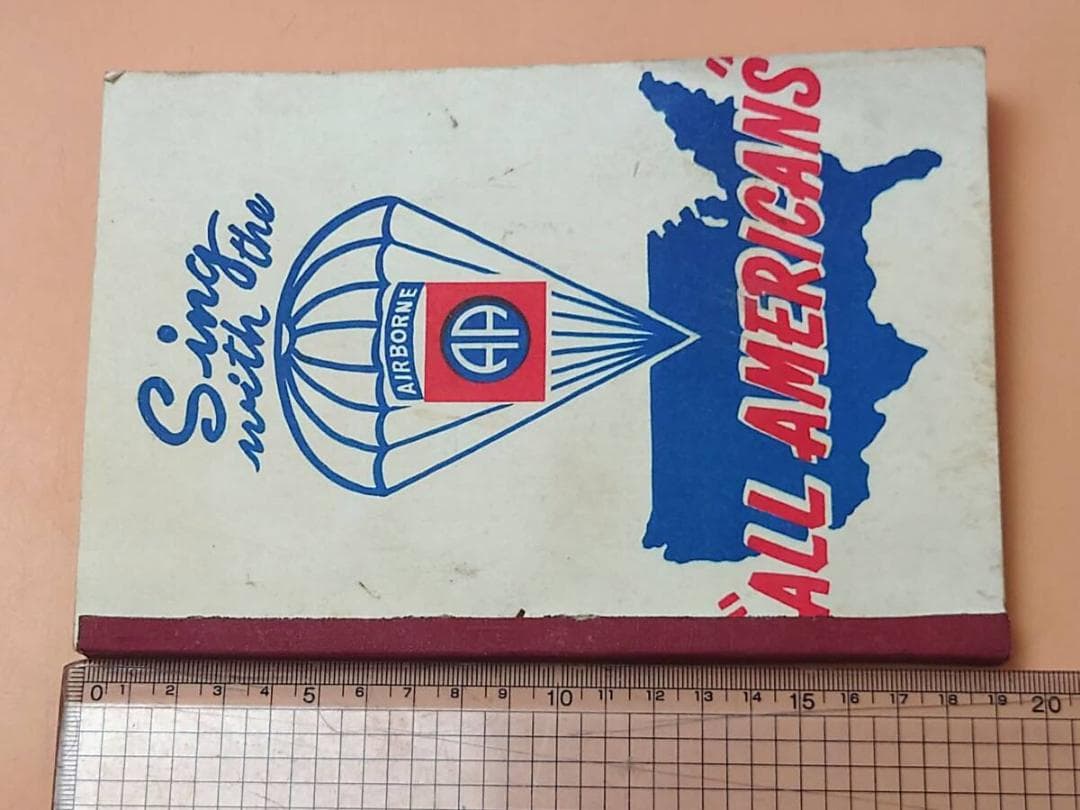 Sing
with the
AIRBORNE
AA
"ALL AMERICANS"
0 1 2 3 4 5 6 7 8 9 10 11 12 13 14 15 16 17 18 19 20